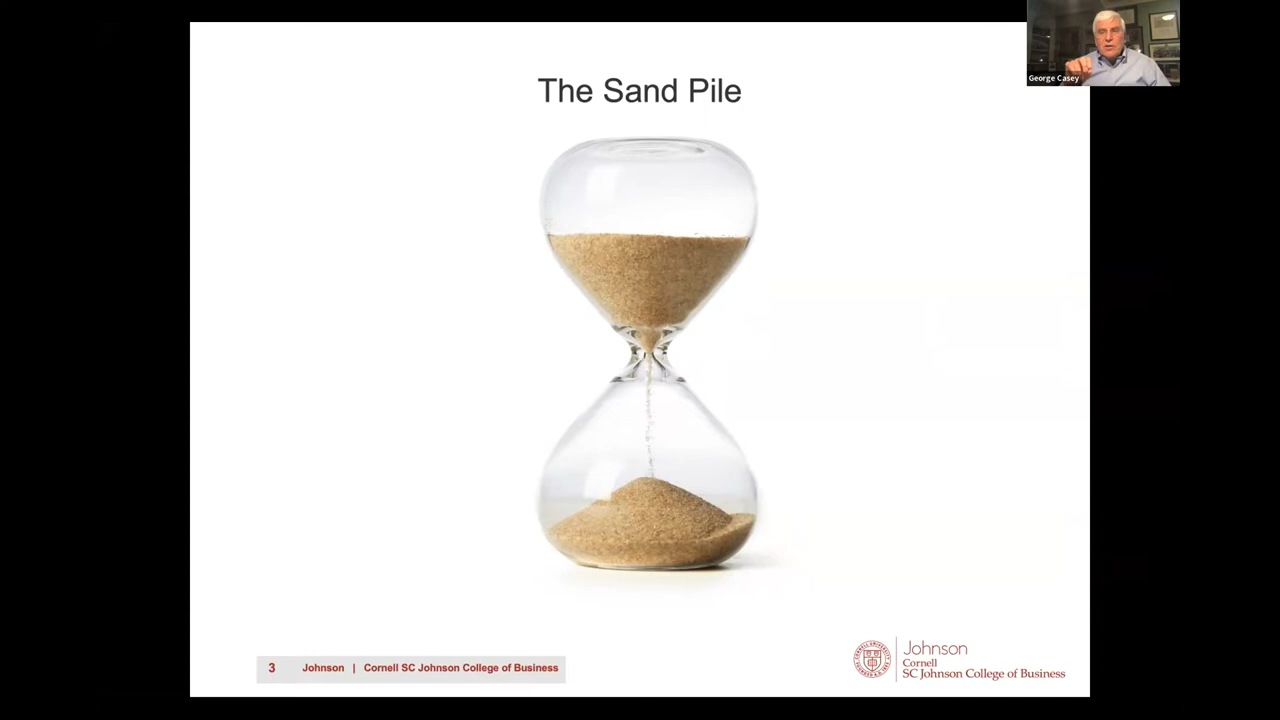 The Sand Pile
George Casey
3 Johnson | Cornell SC Johnson College of Business
Johnson
Cornell
SC Johnson College of Business